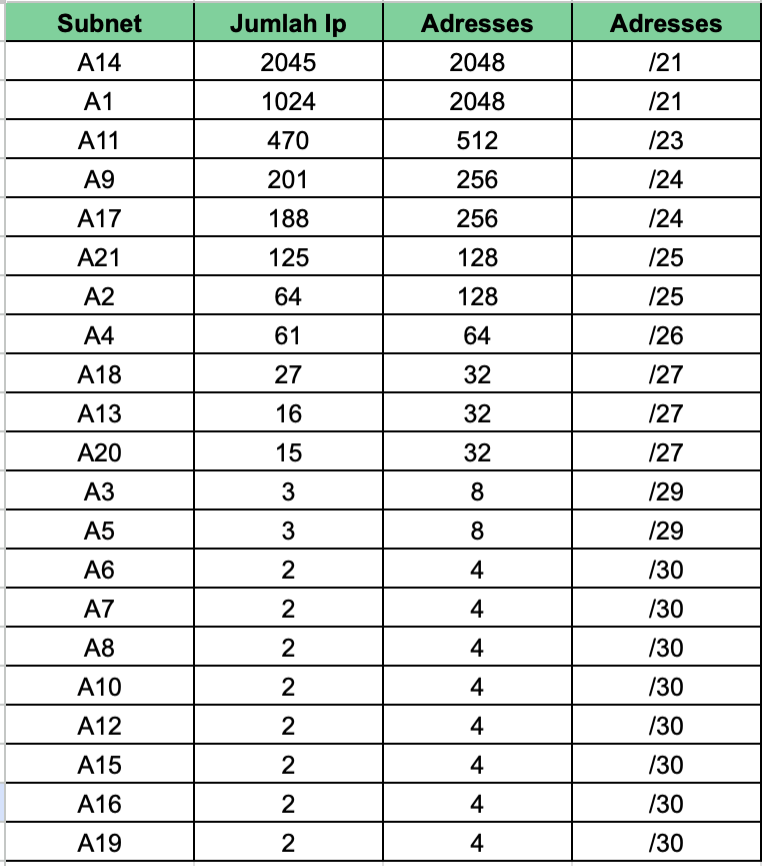 Subnet Jumlah Ip Adresses Adresses
A14 2045 2048 /21
A1 1024 2048 /21
A11 470 512 /23
A9 201 256 /24
A17 188 256 /24
A21 125 128 /25
A2 64 128 /25
A4 61 64 /26
A18 27 32 /27
A13 16 32 /27
A20 15 32 /27
A3 3 8 /29
A5 3 8 /29
A6 2 4 /30
A7 2 4 /30
A8 2 4 /30
A10 2 4 /30
A12 2 4 /30
A15 2 4 /30
A16 2 4 /30
A19 2 4 /30